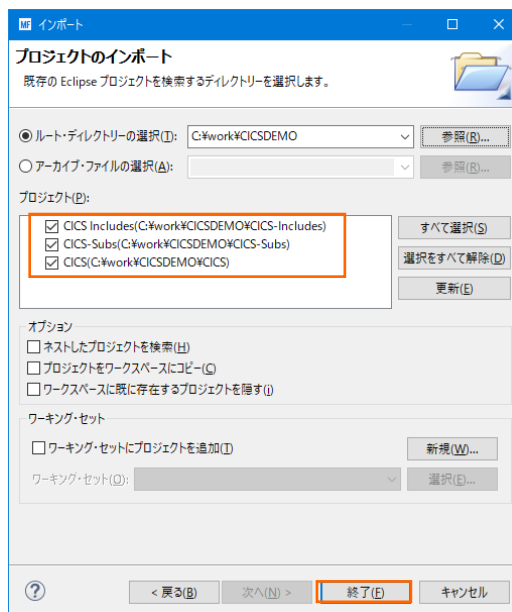 MF インポート
プロジェクトのインポート
既存の Eclipse プロジェクトを検索するディレクトリーを選択します。
ルート・ディレクトリーの選択(T): C:¥work¥CICSDEMO 参照(R)...
アーカイブ・ファイルの選択(A): 参照(R)...
プロジェクト(P):
CICS Includes(C:¥work¥CICSDEMO¥CICS-Includes) すべて選択(S)
CICS-Subs(C:¥work¥CICSDEMO¥CICS-Subs) 選択をすべて解除(D)
CICS(C:¥work¥CICSDEMO¥CICS) 更新(E)
オプション
ネストしたプロジェクトを検索(H)
プロジェクトをワークスペースにコピー(C)
ワークスペースに既に存在するプロジェクトを隠す(i)
ワーキング・セット
ワーキング・セットにプロジェクトを追加(T) 新規(W)...
ワーキング・セット(O): 選択(E)...
? < 戻る(B) 次へ(N) > 終了(F) キャンセル